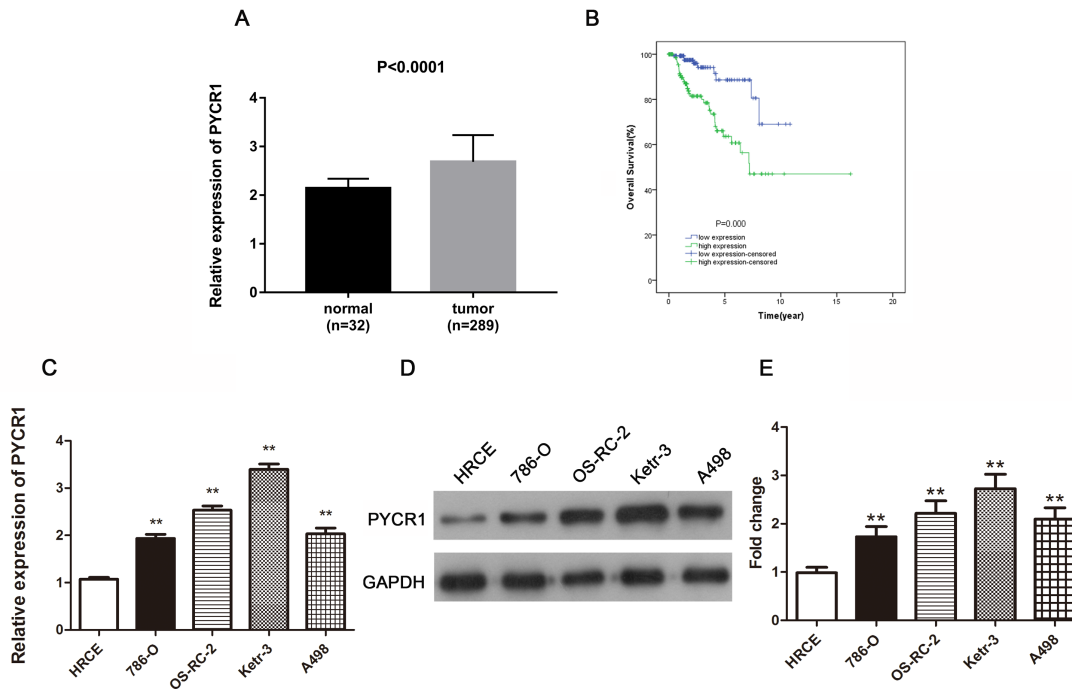 A
P<0.0001
Relative expression of PYCR1
4
3
2
1
0
normal
(n=32)
tumor
(n=289)
B
Overall Survival(%)
100
80
60
40
20
0
P=0.000
low expression
high expression
low expression-censored
high expression-censored
0 5 10 15 20
Time(year)
C
Relative expression of PYCR1
4
3
2
1
0
** ** ** **
HRCE 786-O OS-RC-2 Ketr-3 A498
D
HRCE 786-O OS-RC-2 Ketr-3 A498
PYCR1
GAPDH
E
Fold change
4
3
2
1
0
** ** ** **
HRCE 786-O OS-RC-2 Ketr-3 A498